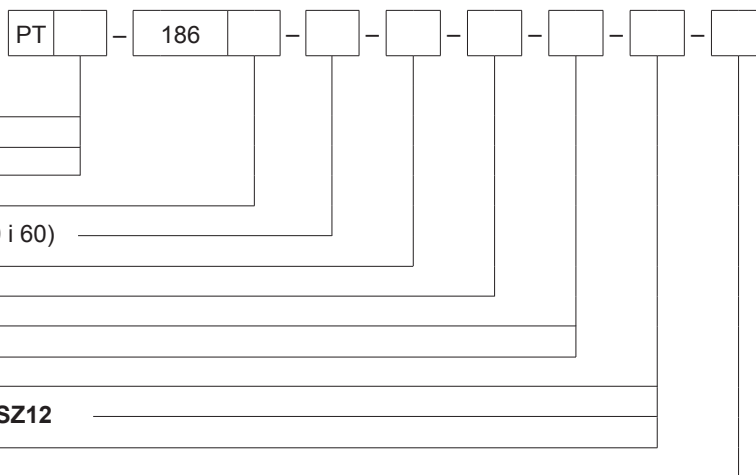 PT – 186 – – – – – –
i 60)
SZ12